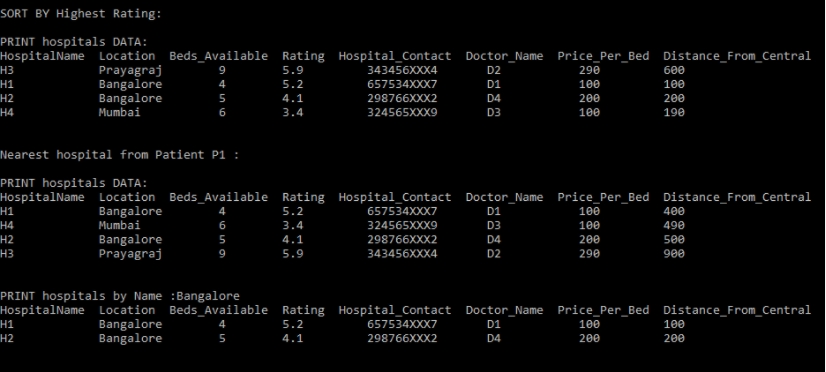 SORT BY Highest Rating:
PRINT hospitals DATA:
HospitalName Location Beds_Available Rating Hospital_Contact Doctor_Name Price_Per_Bed Distance_From_Central
H3 Prayagraj 9 5.9 343456XXX4 D2 290 600
H1 Bangalore 4 5.2 657534XXX7 D1 100 100
H2 Bangalore 5 4.1 298766XXX2 D4 200 200
H4 Mumbai 6 3.4 324565XXX9 D3 100 190
Nearest hospital from Patient P1 :
PRINT hospitals DATA:
HospitalName Location Beds_Available Rating Hospital_Contact Doctor_Name Price_Per_Bed Distance_From_Central
H1 Bangalore 4 5.2 657534XXX7 D1 100 400
H4 Mumbai 6 3.4 324565XXX9 D3 100 490
H2 Bangalore 5 4.1 298766XXX2 D4 200 500
H3 Prayagraj 9 5.9 343456XXX4 D2 290 900
PRINT hospitals by Name :Bangalore
HospitalName Location Beds_Available Rating Hospital_Contact Doctor_Name Price_Per_Bed Distance_From_Central
H1 Bangalore 4 5.2 657534XXX7 D1 100 100
H2 Bangalore 5 4.1 298766XXX2 D4 200 200